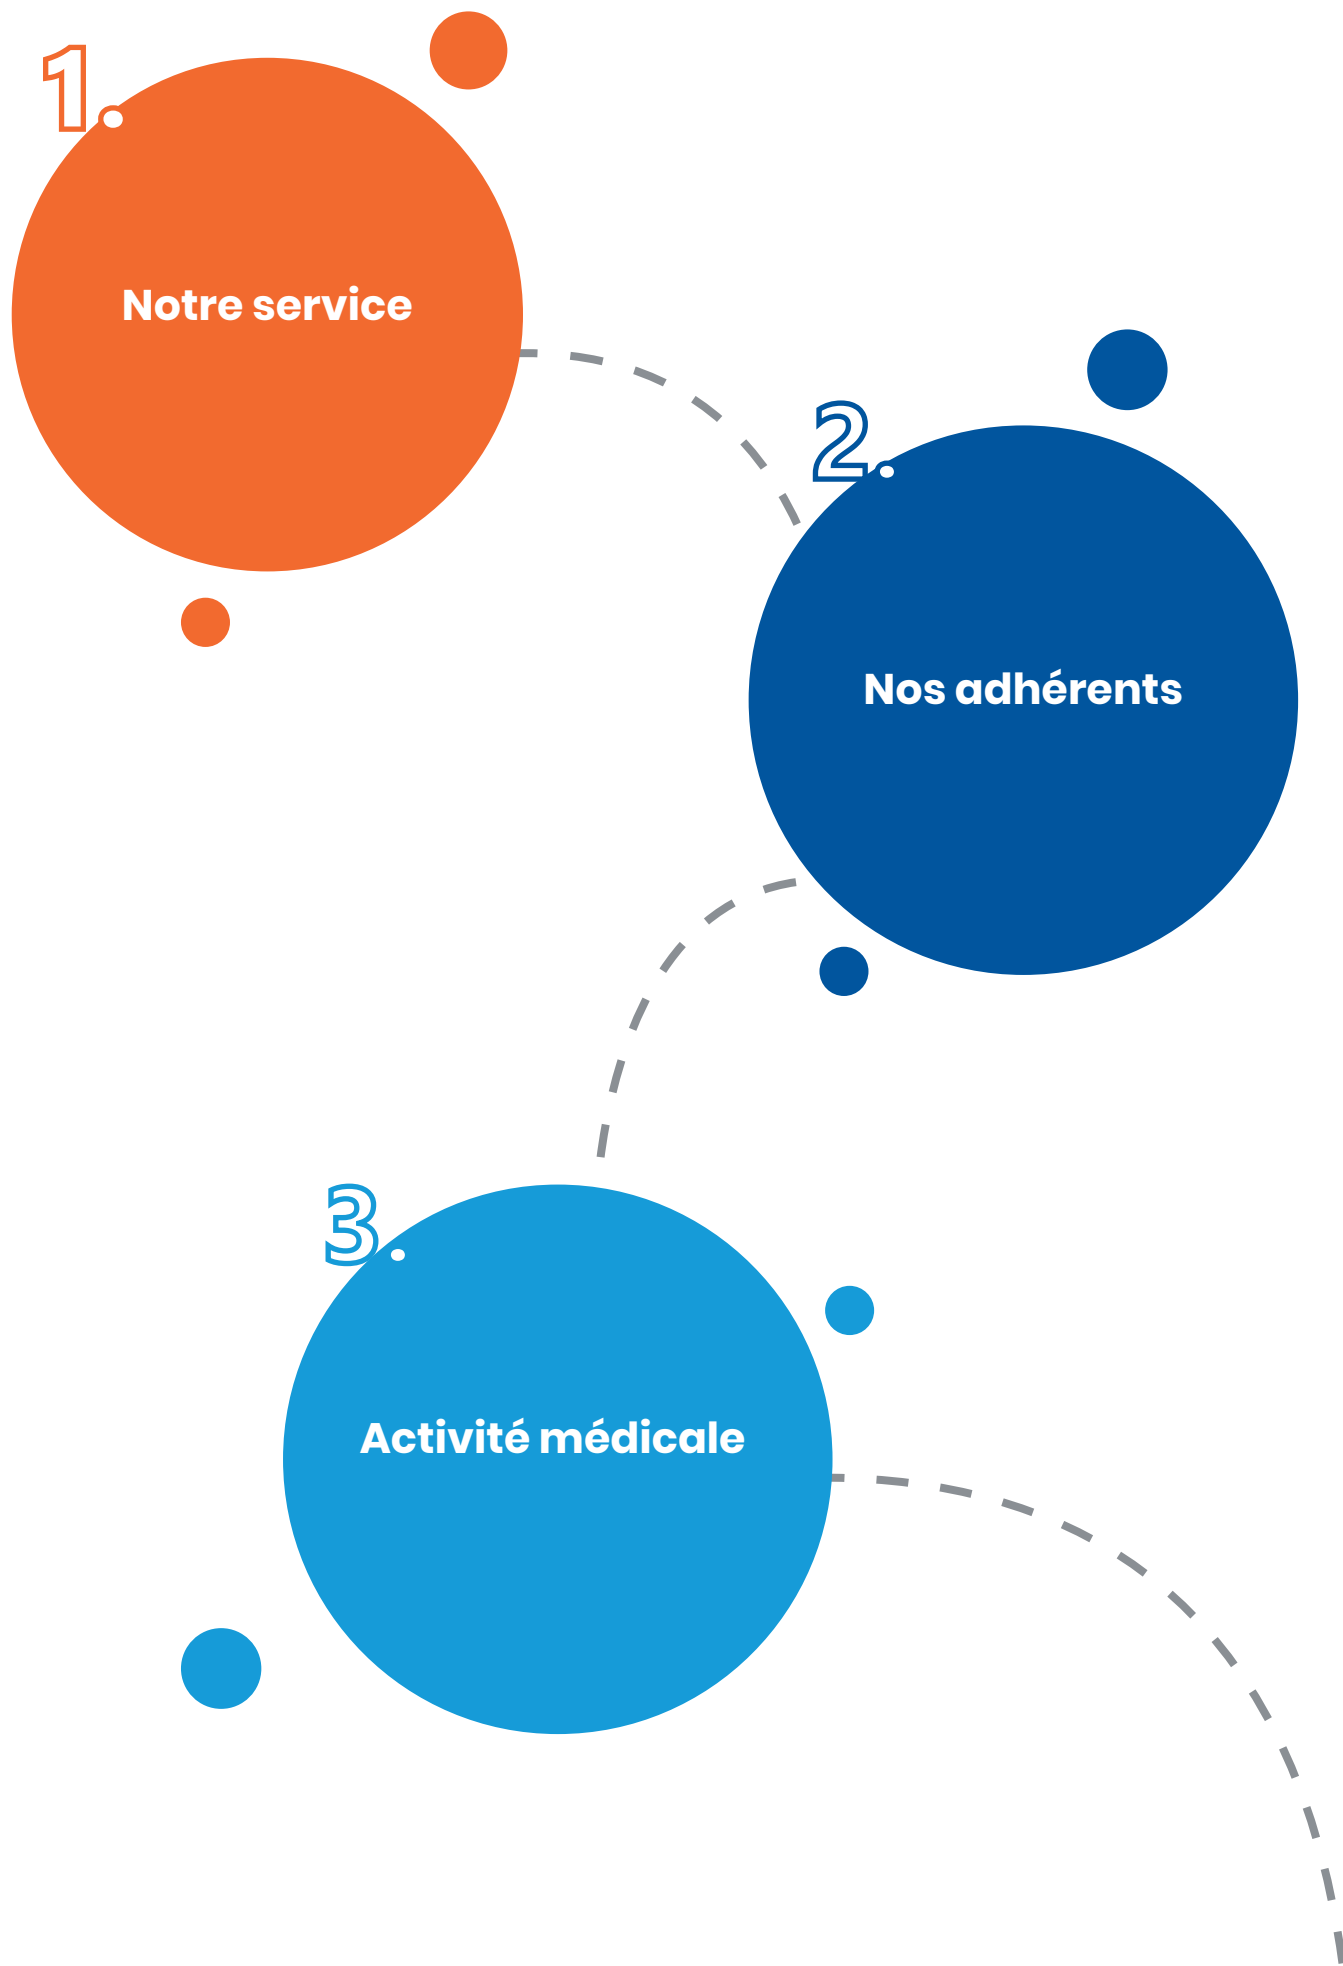 1.
Notre service
2.
Nos adhérents
3.
Activité médicale